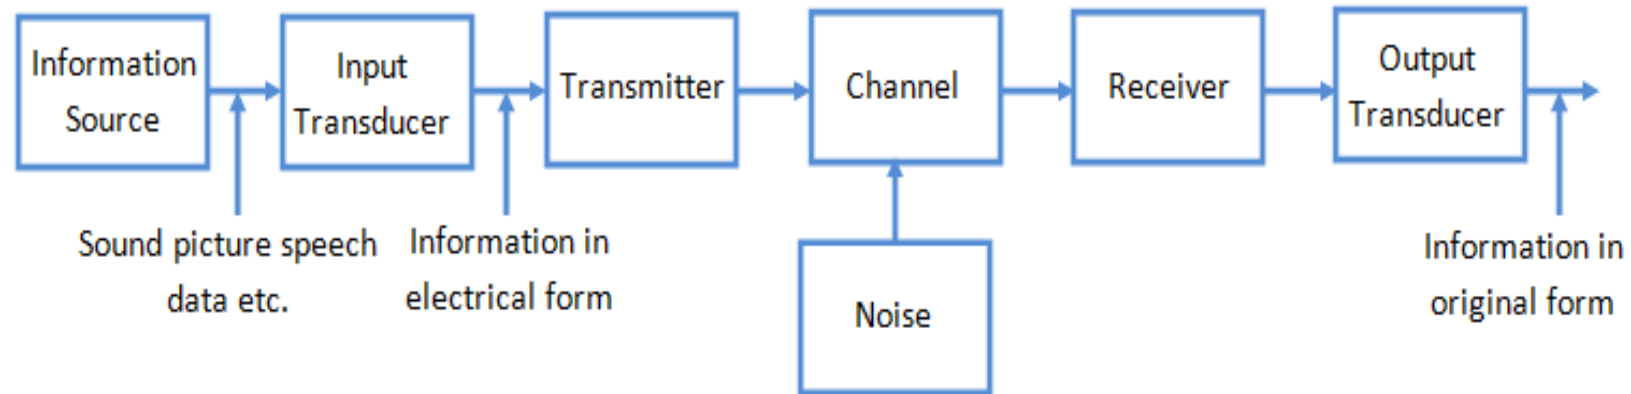 Information
Source
Input
Transducer
Transmitter
Channel
Receiver
Output
Transducer
Sound picture speech
data etc.
Information in
electrical form
Noise
Information in
original form